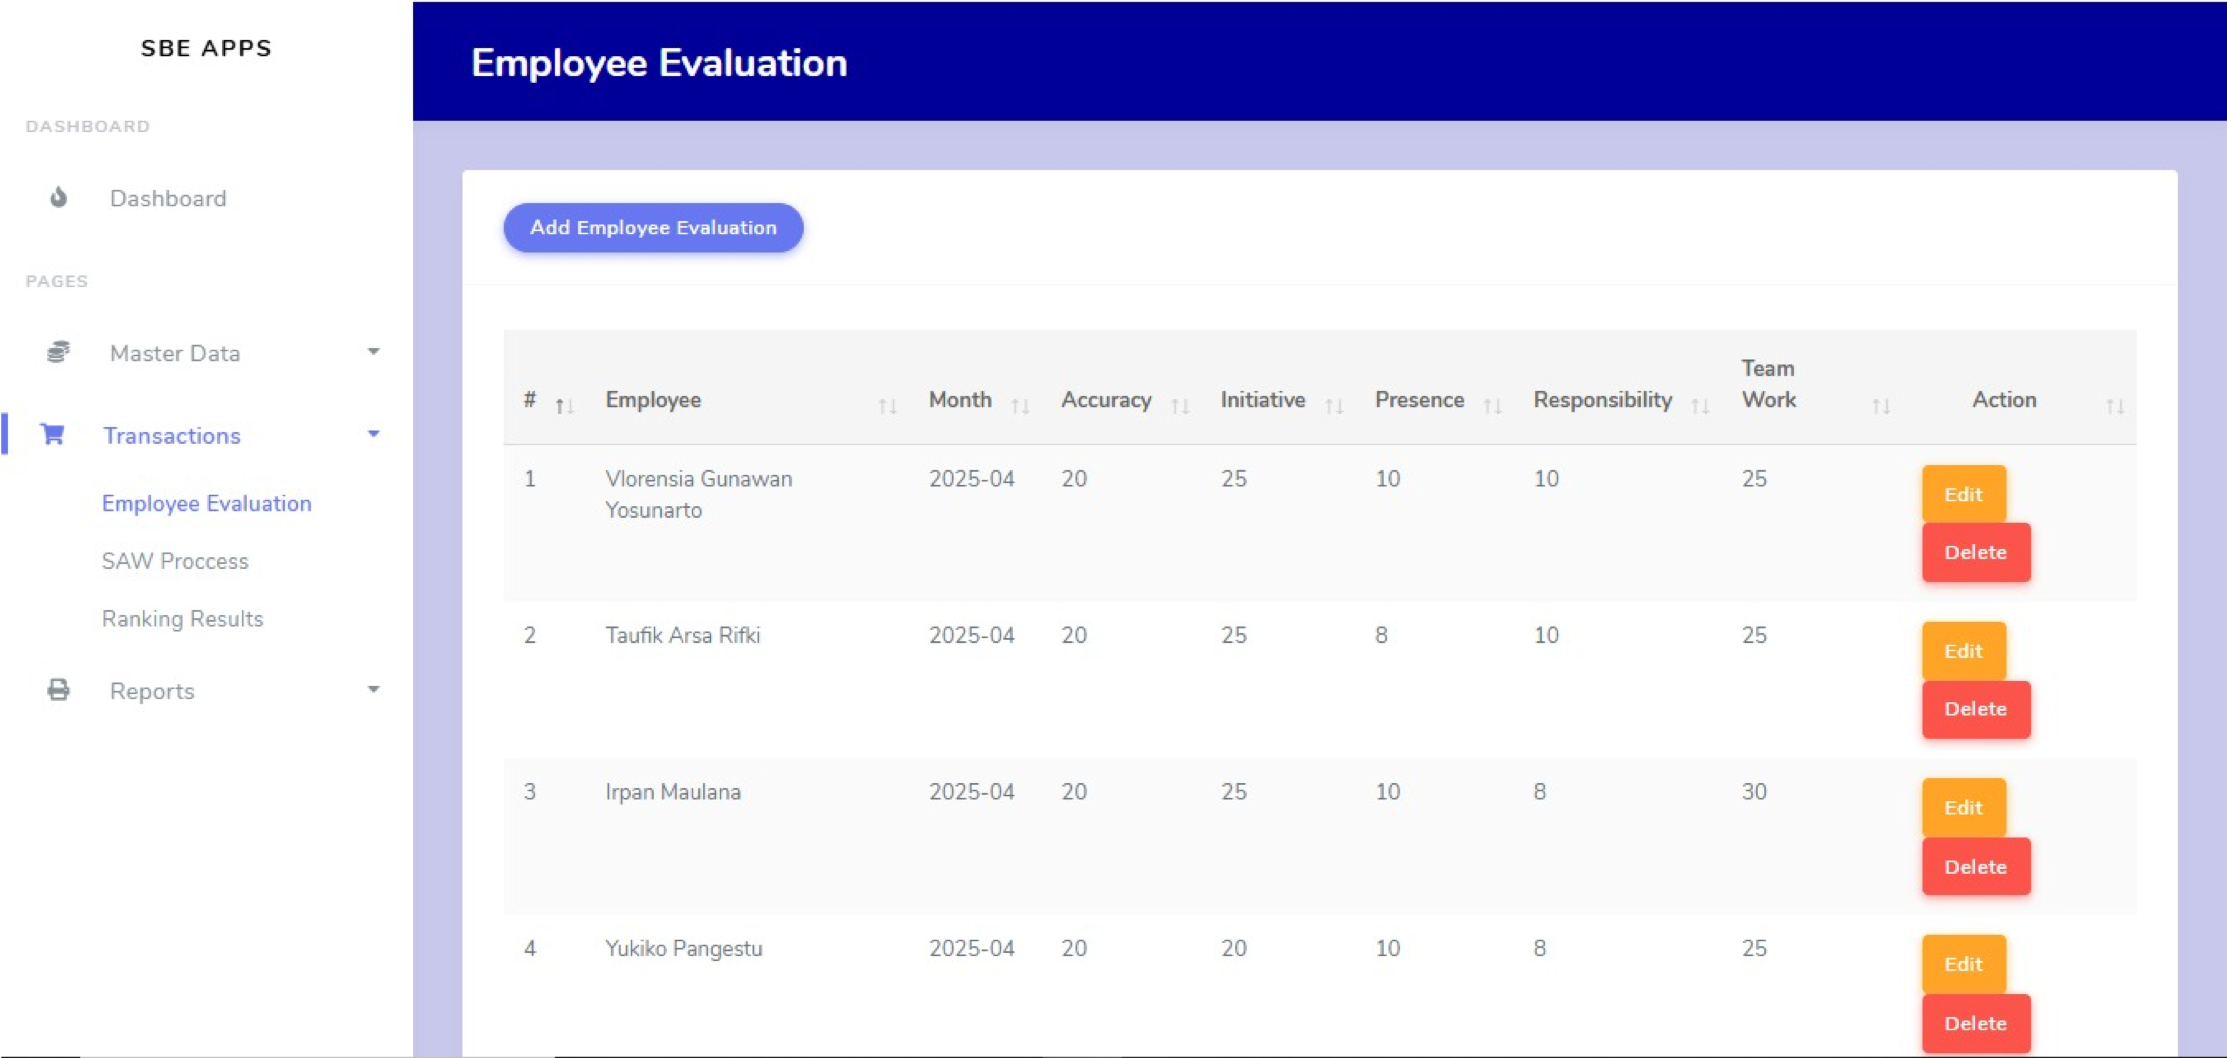 SBE APPS
DASHBOARD
Dashboard
PAGES
Master Data
Transactions
Employee Evaluation
SAW Proccess
Ranking Results
Reports
Employee Evaluation
Add Employee Evaluation
# Employee Month Accuracy Initiative Presence Responsibility Team Work Action
1 Vlorensia Gunawan Yosunarto 2025-04 20 25 10 10 25
Edit
Delete
2 Taufik Arsa Rifki 2025-04 20 25 8 10 25
Edit
Delete
3 Irpan Maulana 2025-04 20 25 10 8 30
Edit
Delete
4 Yukiko Pangestu 2025-04 20 20 10 8 25
Edit
Delete